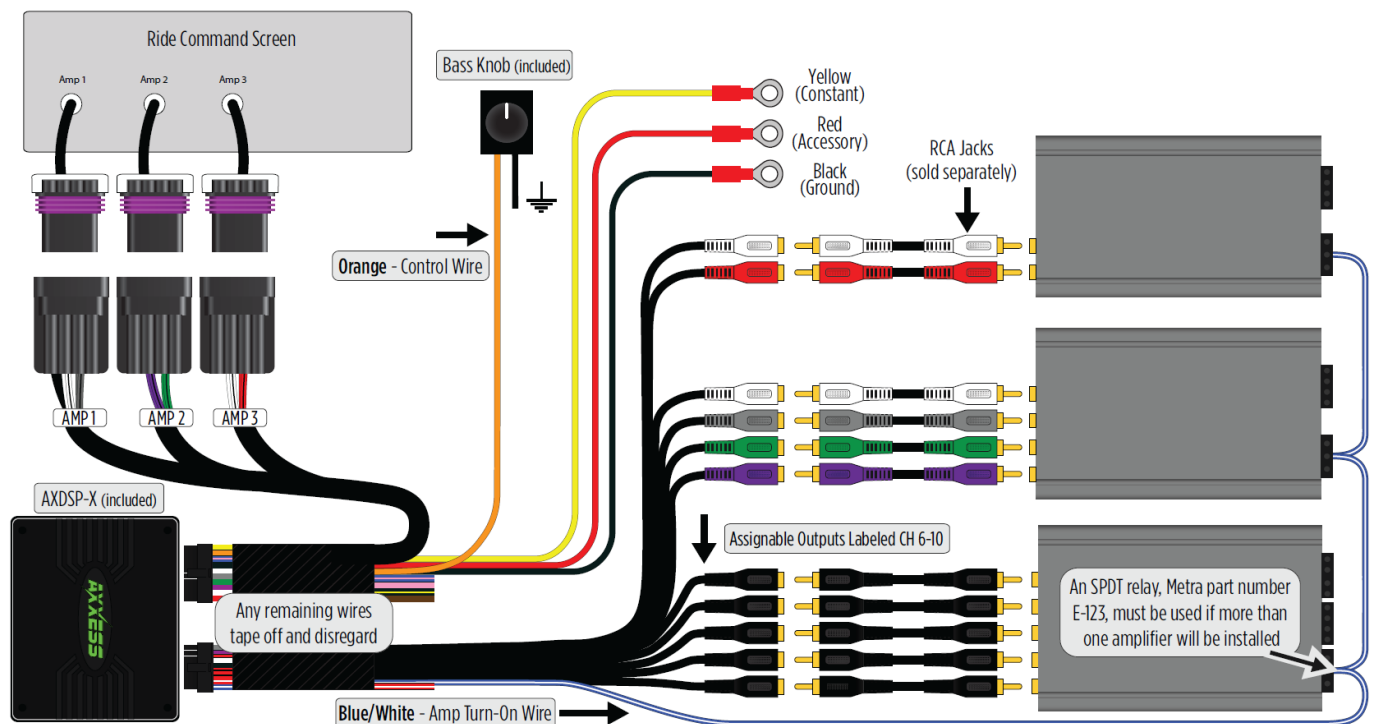 Ride Command Screen
Amp 1
Amp 2
Amp 3
Bass Knob (included)
Yellow
(Constant)
Red
(Accessory)
Black
(Ground)
RCA Jacks
(sold separately)
Orange - Control Wire
AMP 1
AMP 2
AMP 3
AXDSP-X (included)
AXXESS
Any remaining wires
tape off and disregard
Assignable Outputs Labeled CH 6-10
An SPDT relay, Metra part number
E-123, must be used if more than
one amplifier will be installed
Blue/White - Amp Turn-On Wire